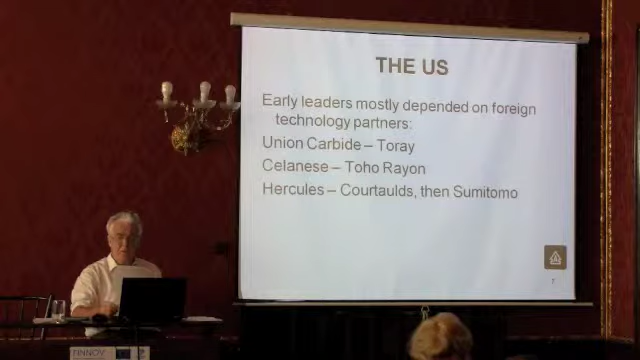 THE US
Early leaders mostly depended on foreign
technology partners:
Union Carbide – Toray
Celanese – Toho Rayon
Hercules – Courtaulds, then Sumitomo
7